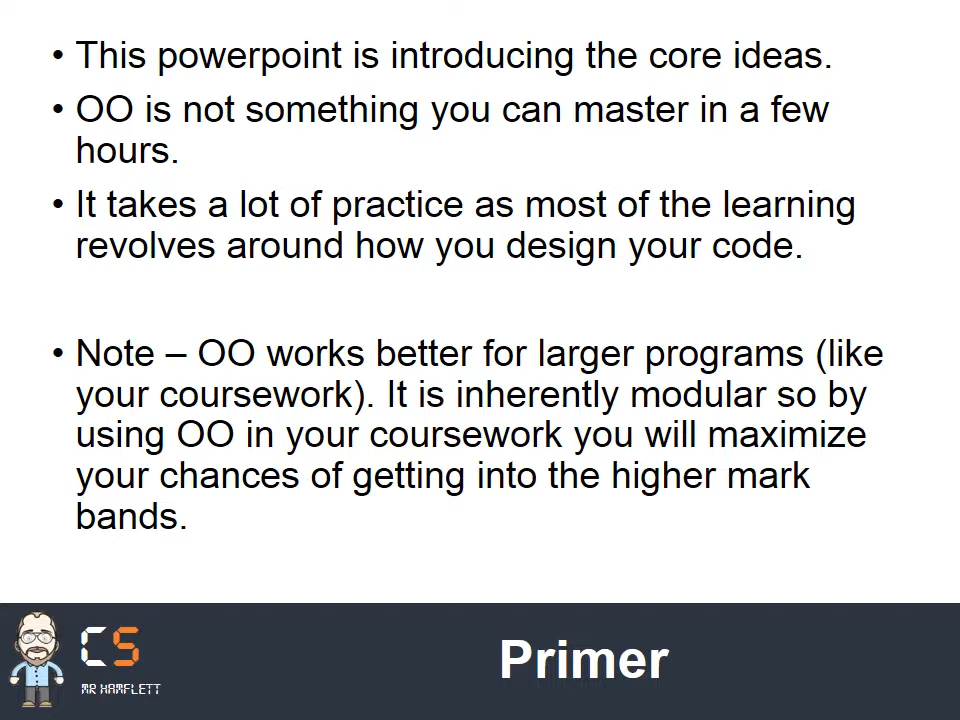 • This powerpoint is introducing the core ideas.
• OO is not something you can master in a few
hours.
• It takes a lot of practice as most of the learning
revolves around how you design your code.
• Note – OO works better for larger programs (like
your coursework). It is inherently modular so by
using OO in your coursework you will maximize
your chances of getting into the higher mark
bands.
CS
MR HAMFLETT
Primer